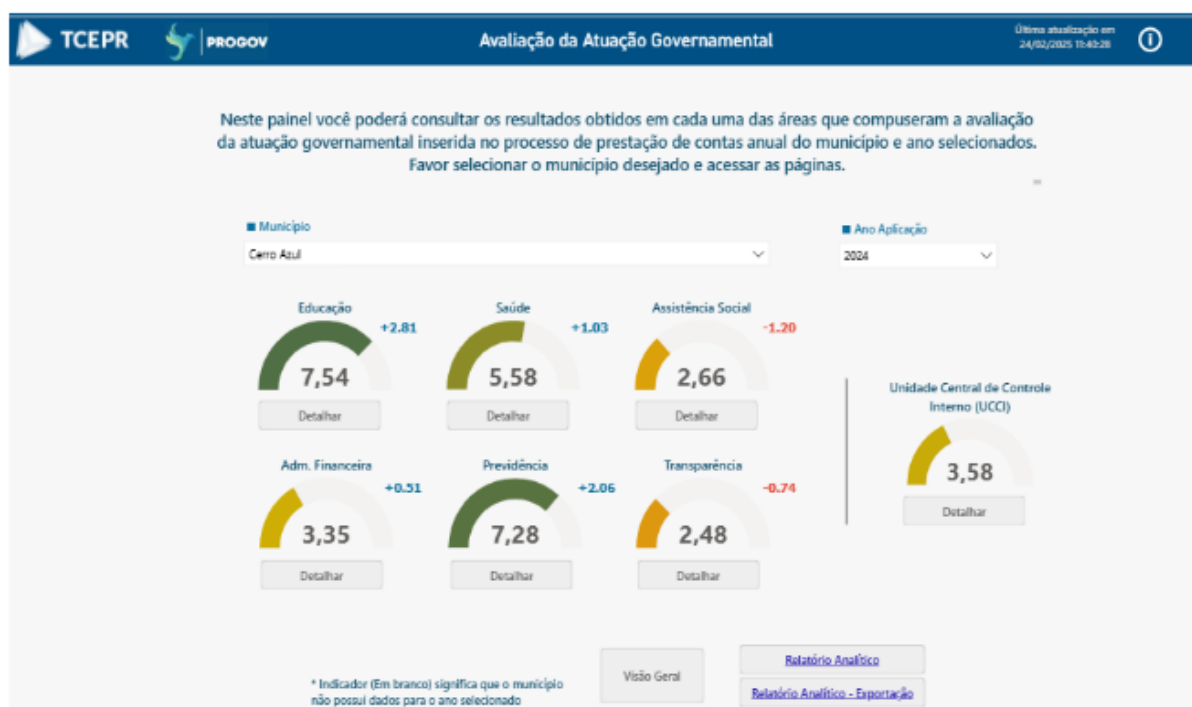 TCEPR
PROGOV
Avaliação da Atuação Governamental
Última atualização em
24/02/2025 11:40:28
Neste painel você poderá consultar os resultados obtidos em cada uma das áreas que compuseram a avaliação
da atuação governamental inserida no processo de prestação de contas anual do município e ano selecionados.
Favor selecionar o município desejado e acessar as páginas.
Município
Cerro Azul
Ano Aplicação
2024
Educação
+2.81
7,54
Detalhar
Saúde
+1.03
5,58
Detalhar
Assistência Social
-1.20
2,66
Detalhar
Adm. Financeira
+0.51
3,35
Detalhar
Previdência
+2.06
7,28
Detalhar
Transparência
-0.74
2,48
Detalhar
Unidade Central de Controle
Interno (UCCI)
3,58
Detalhar
* Indicador (Em branco) significa que o município
não possui dados para o ano selecionado
Visão Geral
Relatório Analítico
Relatório Analítico - Exportação